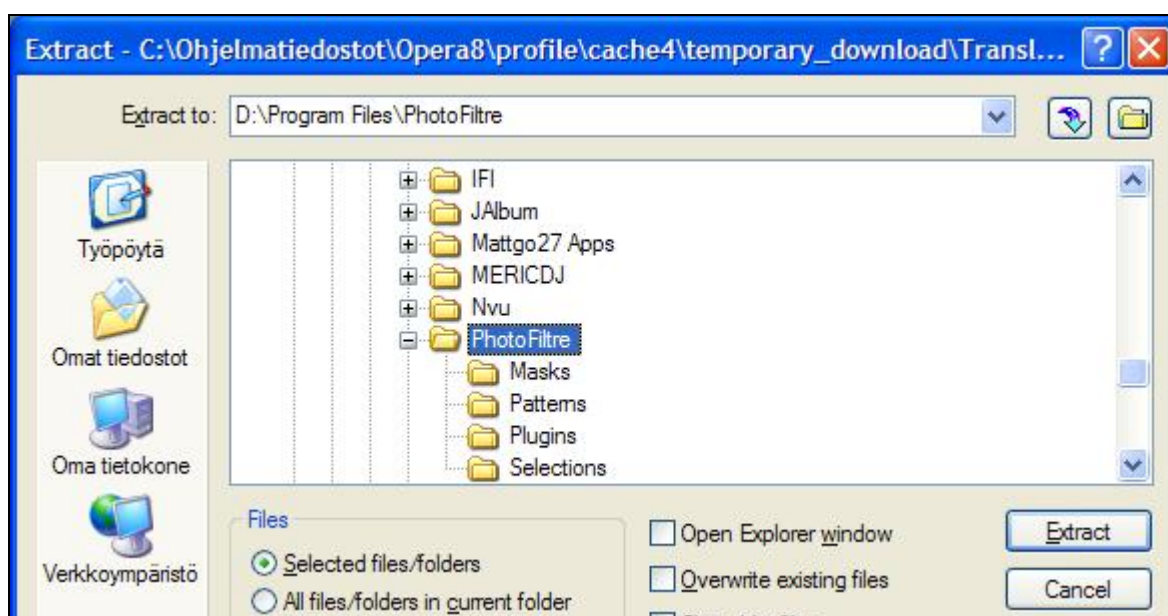 Extract - C:\Ohjelmatiedostot\Opera8\profile\cache4\temporary_download\Transl...
Extract to: D:\Program Files\PhotoFiltre
IFI
JAlbum
Mattgo27 Apps
MERICDJ
Nvu
PhotoFiltre
Masks
Patterns
Plugins
Selections
Työpöytä
Omat tiedostot
Oma tietokone
Verkkoympäristö
Files
Selected files/folders
All files/folders in current folder
Open Explorer window
Overwrite existing files
Extract
Cancel